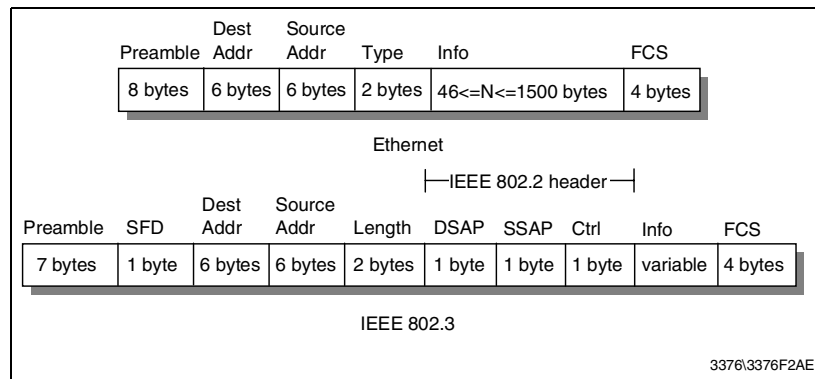 Dest Source
Preamble Addr Addr Type Info FCS
8 bytes 6 bytes 6 bytes 2 bytes 46<=N<=1500 bytes 4 bytes
Ethernet
IEEE 802.2 header
Dest Source
Preamble SFD Addr Addr Length DSAP SSAP Ctrl Info FCS
7 bytes 1 byte 6 bytes 6 bytes 2 bytes 1 byte 1 byte 1 byte variable 4 bytes
IEEE 802.3
3376\3376F2AE